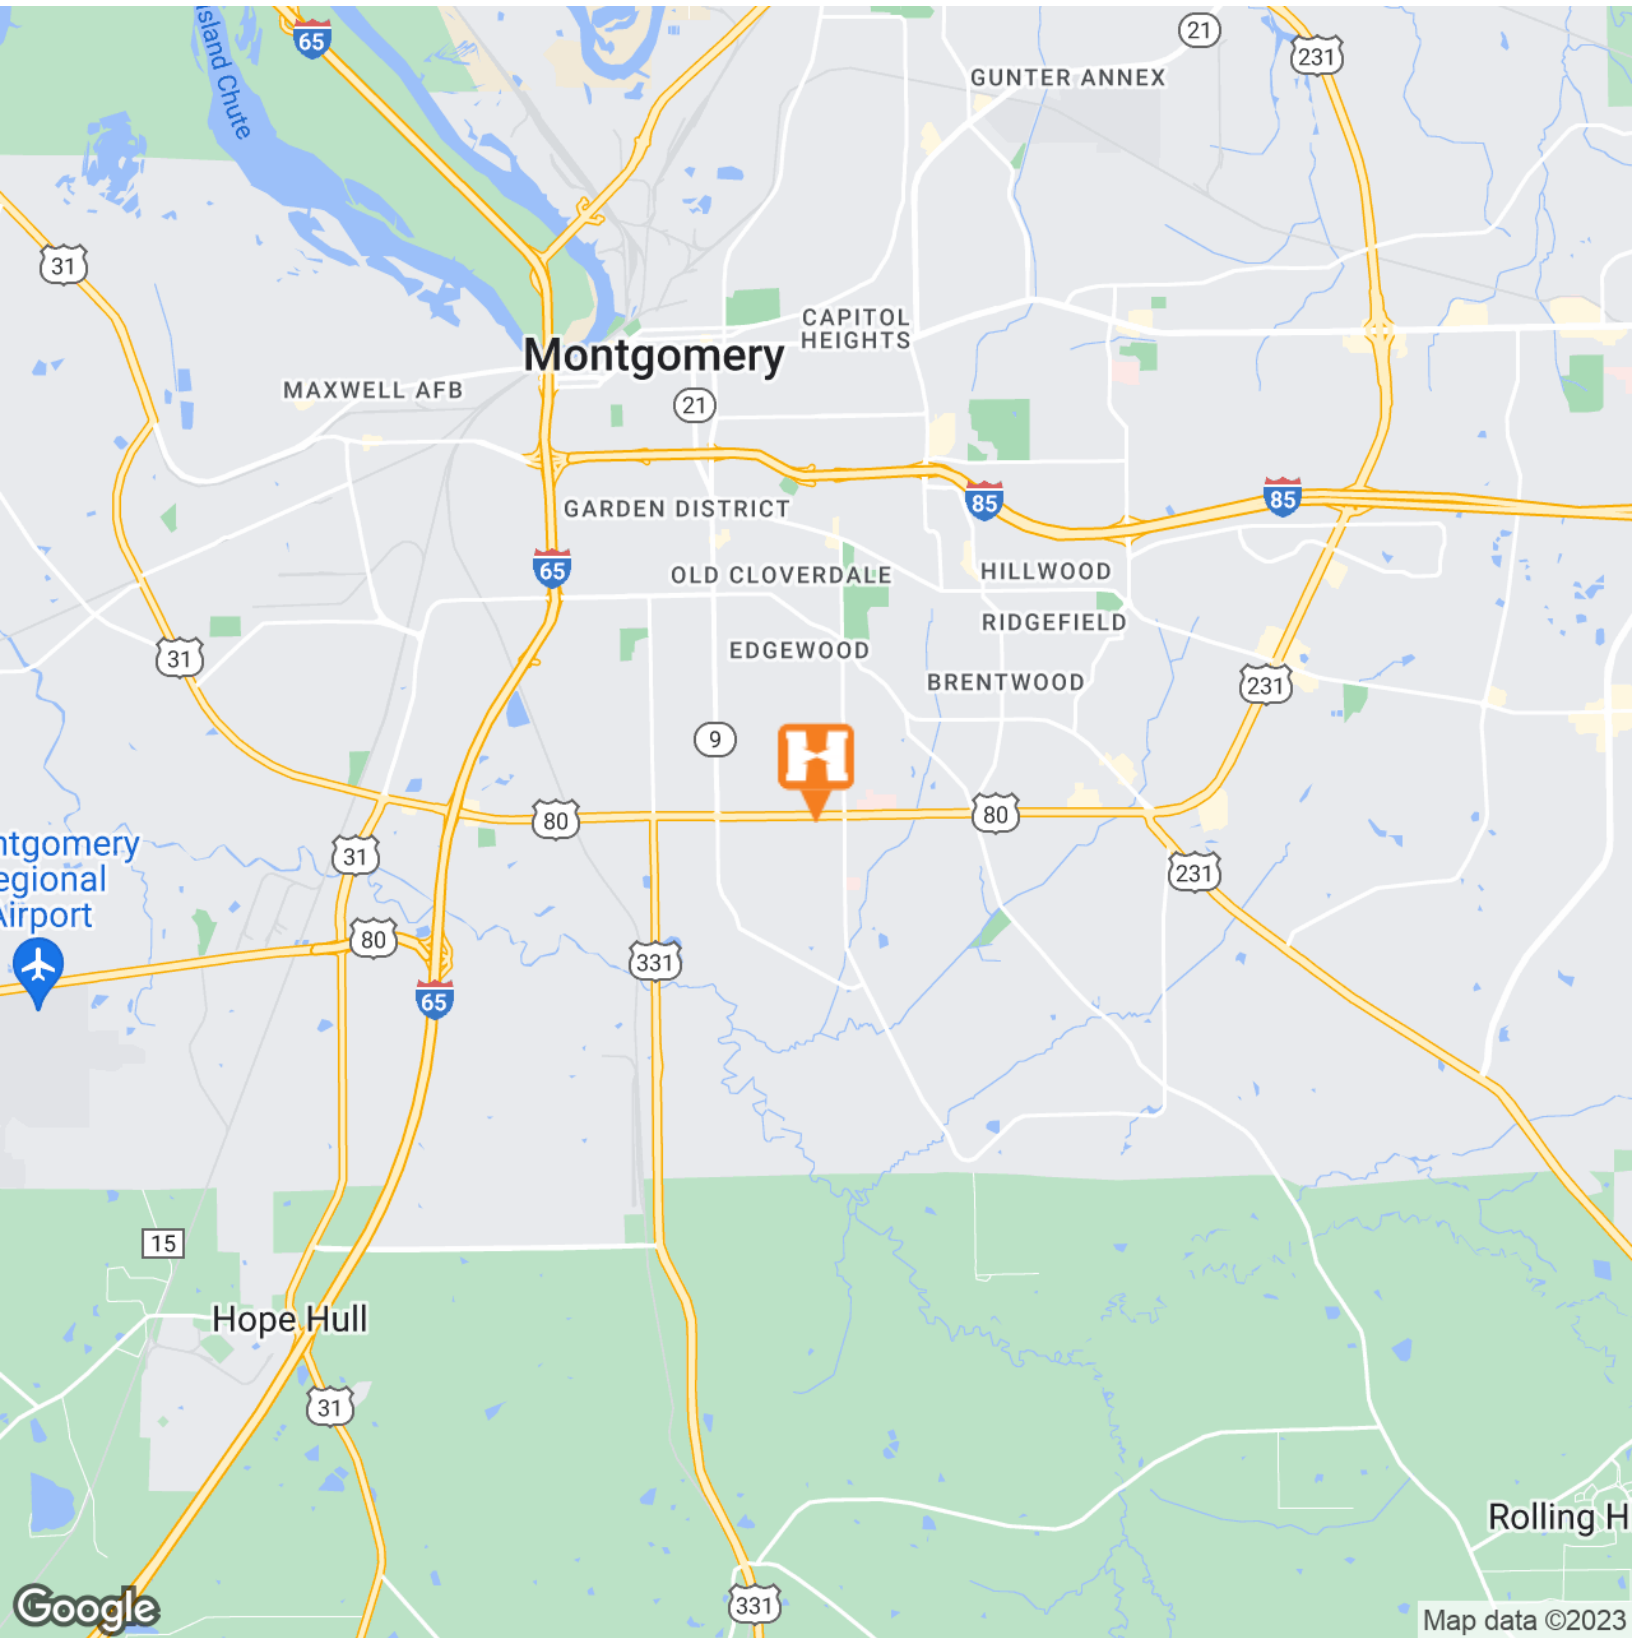 Island Chute
65
21
231
GUNTER ANNEX
31
CAPITOL
HEIGHTS
Montgomery
MAXWELL AFB
21
85
85
GARDEN DISTRICT
65
OLD CLOVERDALE
HILLWOOD
RIDGEFIELD
EDGEWOOD
31
BRENTWOOD
231
9
H
80
80
31
ntgomery
egional
Airport
231
80
331
65
15
Hope Hull
31
Rolling H
331
Google
Map data ©2023